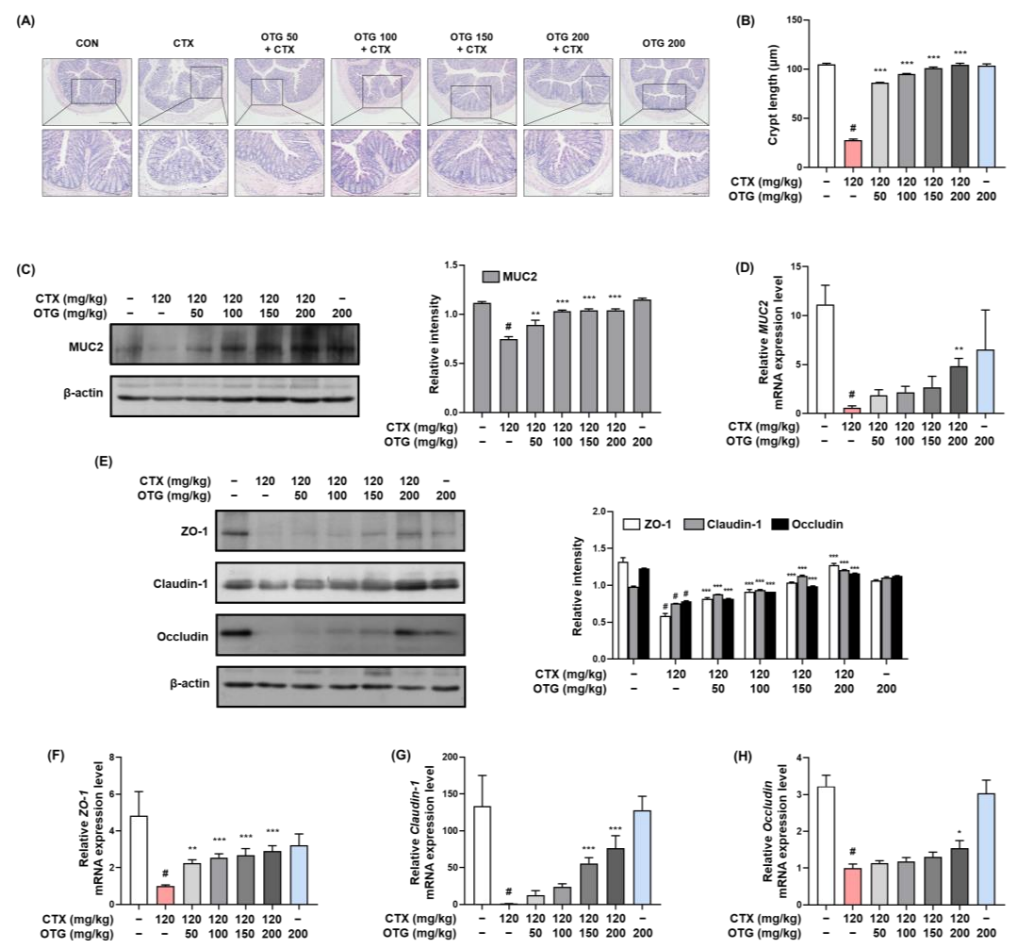 (A)
CON CTX OTG 50 + CTX OTG 100 + CTX OTG 150 + CTX OTG 200 + CTX OTG 200
(B)
Crypt length (μm)
150
100
50
0
# *** *** *** ***
CTX (mg/kg) – 120 120 120 120 120 –
OTG (mg/kg) – – 50 100 150 200 200
(C)
CTX (mg/kg) – 120 120 120 120 120 –
OTG (mg/kg) – – 50 100 150 200 200
MUC2
β-actin
Relative intensity
1.5
1.0
0.5
0.0
MUC2
# ** *** *** ***
CTX (mg/kg) – 120 120 120 120 120 –
OTG (mg/kg) – – 50 100 150 200 200
(D)
Relative MUC2
mRNA expression level
15
10
5
0
# **
CTX (mg/kg) – 120 120 120 120 120 –
OTG (mg/kg) – – 50 100 150 200 200
(E)
CTX (mg/kg) – 120 120 120 120 120 –
OTG (mg/kg) – – 50 100 150 200 200
ZO-1
Claudin-1
Occludin
β-actin
Relative intensity
2.0
1.5
1.0
0.5
0.0
ZO-1 Claudin-1 Occludin
# # # *** *** *** *** *** *** *** *** *** *** *** ***
CTX (mg/kg) – 120 120 120 120 120 –
OTG (mg/kg) – – 50 100 150 200 200
(F)
Relative ZO-1
mRNA expression level
8
6
4
2
0
# ** *** *** ***
CTX (mg/kg) – 120 120 120 120 120 –
OTG (mg/kg) – – 50 100 150 200 200
(G)
Relative Claudin-1
mRNA expression level
200
150
100
50
0
# *** ***
CTX (mg/kg) – 120 120 120 120 120 –
OTG (mg/kg) – – 50 100 150 200 200
(H)
Relative Occludin
mRNA expression level
4
3
2
1
0
# *
CTX (mg/kg) – 120 120 120 120 120 –
OTG (mg/kg) – – 50 100 150 200 200